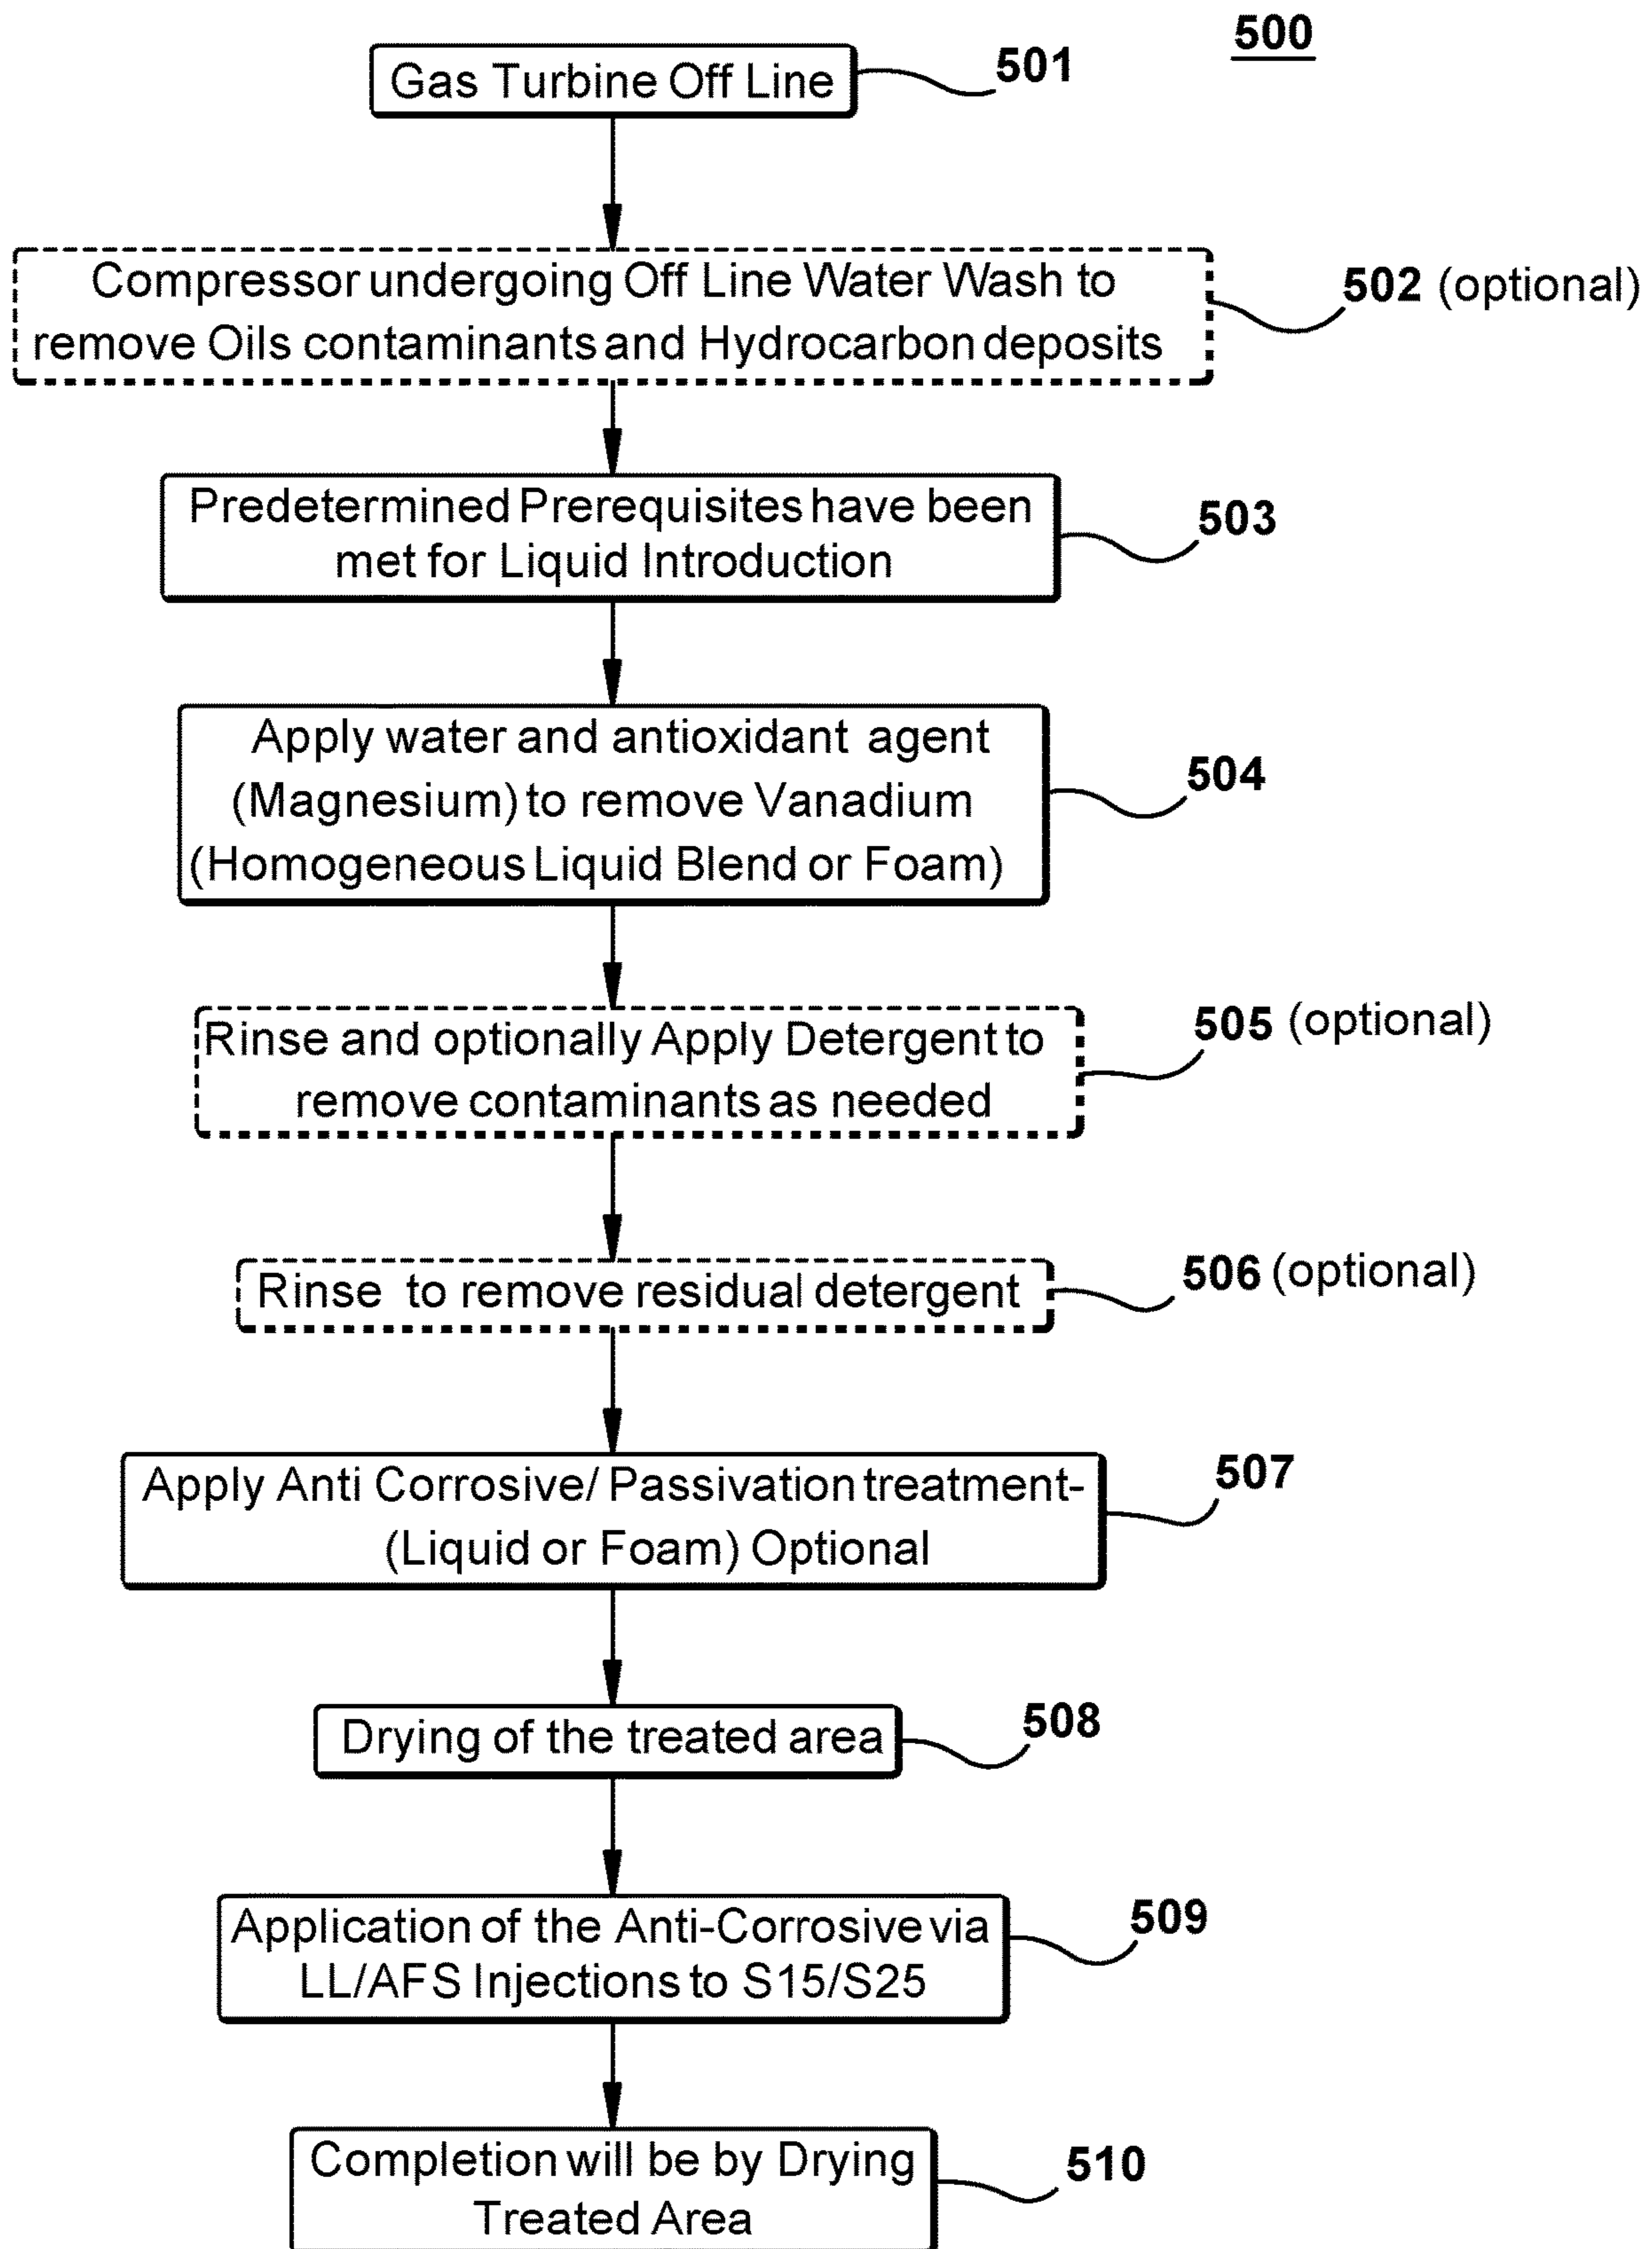 500
Gas Turbine Off Line
501
Compressor undergoing Off Line Water Wash to
remove Oils contaminants and Hydrocarbon deposits
502 (optional)
Predetermined Prerequisites have been
met for Liquid Introduction
503
Apply water and antioxidant agent
(Magnesium) to remove Vanadium
(Homogeneous Liquid Blend or Foam)
504
Rinse and optionally Apply Detergent to
remove contaminants as needed
505 (optional)
Rinse to remove residual detergent
506 (optional)
Apply Anti Corrosive/ Passivation treatment-
(Liquid or Foam) Optional
507
Drying of the treated area
508
Application of the Anti-Corrosive via
LL/AFS Injections to S15/S25
509
Completion will be by Drying
Treated Area
510